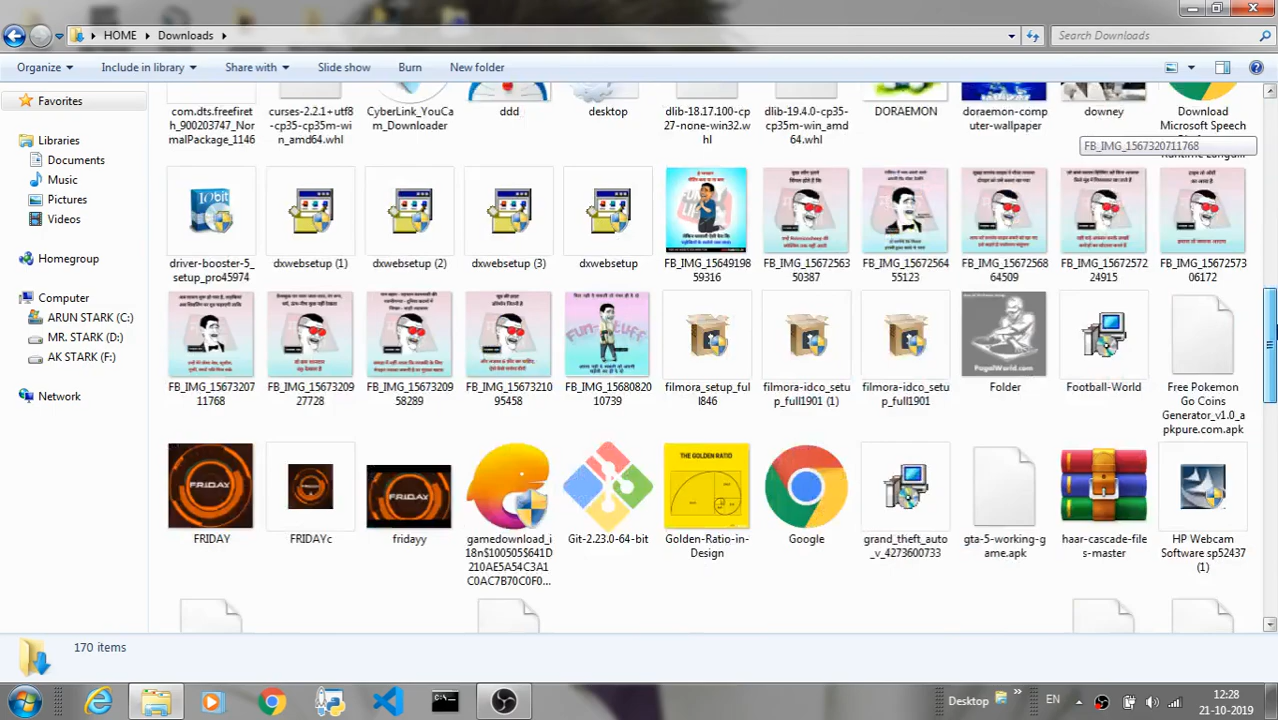 HOME
Downloads
Search Downloads
Organize
Include in library
Share with
Slide show
Burn
New folder
Favorites
Libraries
Documents
Music
Pictures
Videos
Homegroup
Computer
ARUN STARK (C:)
MR. STARK (D:)
AK STARK (F:)
Network
com.dts.freefireth_900203747_NormalPackage_1146
curses-2.2.1+utf8-cp35-cp35m-win_amd64.whl
CyberLink_YouCam_Downloader
ddd
desktop
dlib-18.17.100-cp27-none-win32.whl
dlib-19.4.0-cp35-cp35m-win_amd64.whl
DORAEMON
doraemon-computer-wallpaper
downey
Download Microsoft Speech
FB_IMG_1567320711768
driver-booster-5_setup_pro45974
dxwebsetup (1)
dxwebsetup (2)
dxwebsetup (3)
dxwebsetup
FB_IMG_1564919859316
FB_IMG_1567256350387
FB_IMG_1567256455123
FB_IMG_1567256864509
FB_IMG_1567257224915
FB_IMG_1567257306172
FB_IMG_1567320711768
FB_IMG_1567320927728
FB_IMG_1567320958289
FB_IMG_1567321095458
FB_IMG_1568082010739
filmora_setup_full846
filmora-idco_setup_full1901 (1)
filmora-idco_setup_full1901
PagalWorld.com
Folder
Football-World
Free Pokemon Go Coins Generator_v1.0_apkpure.com.apk
FRIDAY
FRIDAY
FRIDAYc
FRIDAY
fridayy
gamedownload_i18n$100505$641D210AE5A54C3A1C0AC7B70C0F0...
Git-2.23.0-64-bit
THE GOLDEN RATIO
Golden-Ratio-in-Design
Google
grand_theft_auto_v_4273600733
gta-5-working-game.apk
haar-cascade-files-master
HP Webcam Software sp52437 (1)
170 items
Desktop
EN
12:28
21-10-2019